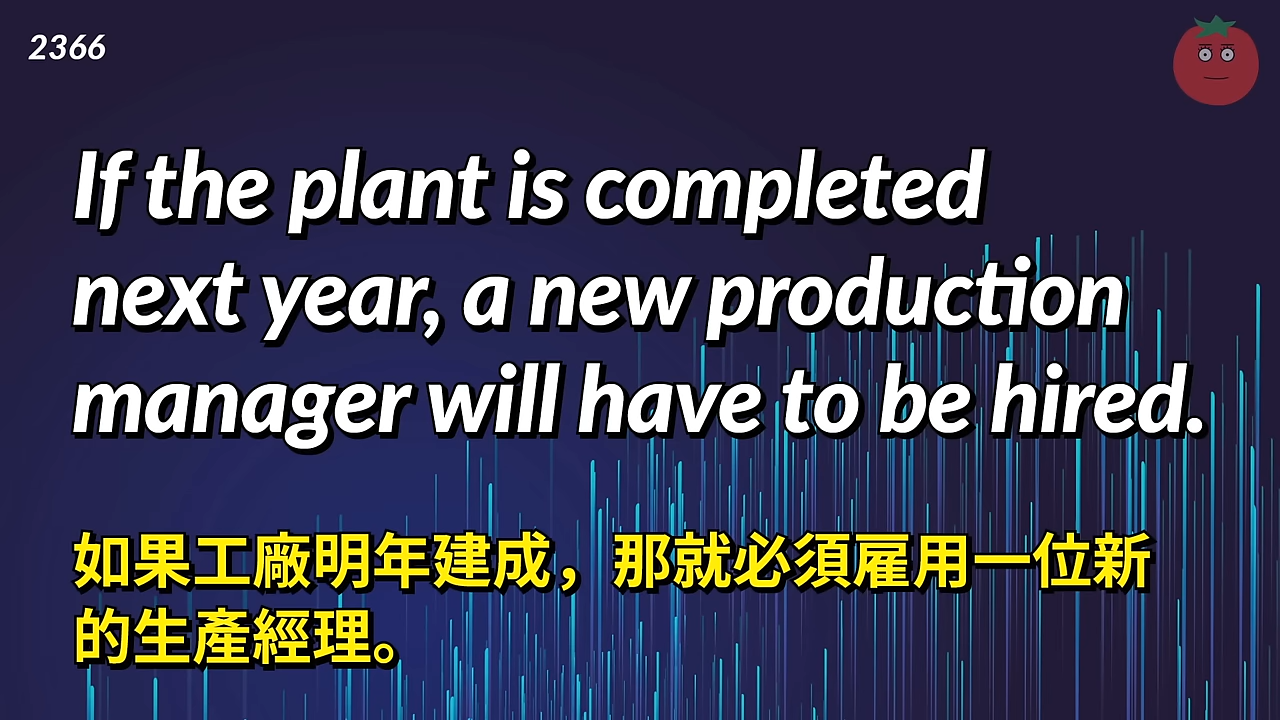 2366
If the plant is completed
next year, a new production
manager will have to be hired.
如果工廠明年建成，那就必須雇用一位新
的生產經理。